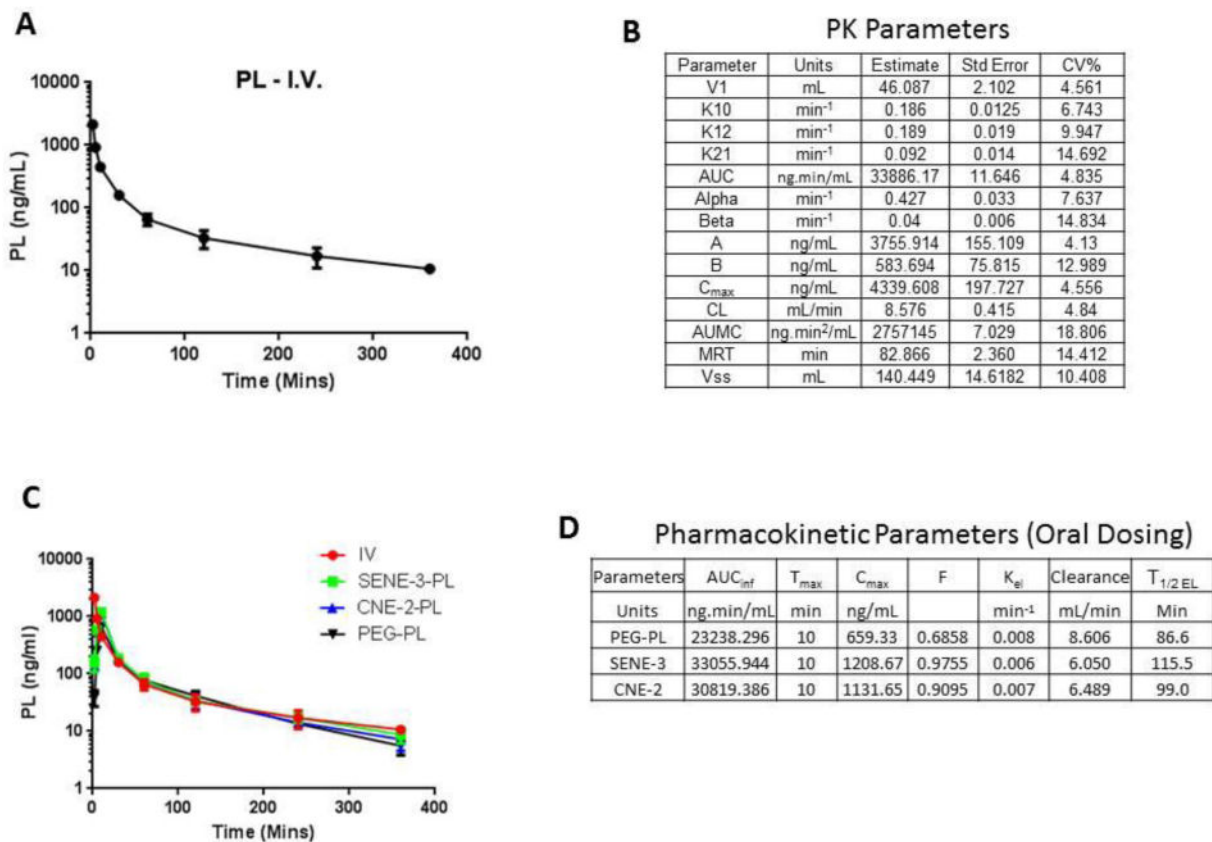 A
PL - I.V.
10000
1000
100
10
1
PL (ng/mL)
0 100 200 300 400
Time (Mins)
B
PK Parameters
Parameter Units Estimate Std Error CV%
V1 mL 46.087 2.102 4.561
K10 min-1 0.186 0.0125 6.743
K12 min-1 0.189 0.019 9.947
K21 min-1 0.092 0.014 14.692
AUC ng.min/mL 33886.17 11.646 4.835
Alpha min-1 0.427 0.033 7.637
Beta min-1 0.04 0.006 14.834
A ng/mL 3755.914 155.109 4.13
B ng/mL 583.694 75.815 12.989
Cmax ng/mL 4339.608 197.727 4.556
CL mL/min 8.576 0.415 4.84
AUMC ng.min2/mL 2757145 7.029 18.806
MRT min 82.866 2.360 14.412
Vss mL 140.449 14.6182 10.408
C
IV
SENE-3-PL
CNE-2-PL
PEG-PL
10000
1000
100
10
1
PL (ng/ml)
0 100 200 300 400
Time (Mins)
D
Pharmacokinetic Parameters (Oral Dosing)
Parameters AUCinf Tmax Cmax F Kel Clearance T1/2 EL
Units ng.min/mL min ng/mL min-1 mL/min Min
PEG-PL 23238.296 10 659.33 0.6858 0.008 8.606 86.6
SENE-3 33055.944 10 1208.67 0.9755 0.006 6.050 115.5
CNE-2 30819.386 10 1131.65 0.9095 0.007 6.489 99.0